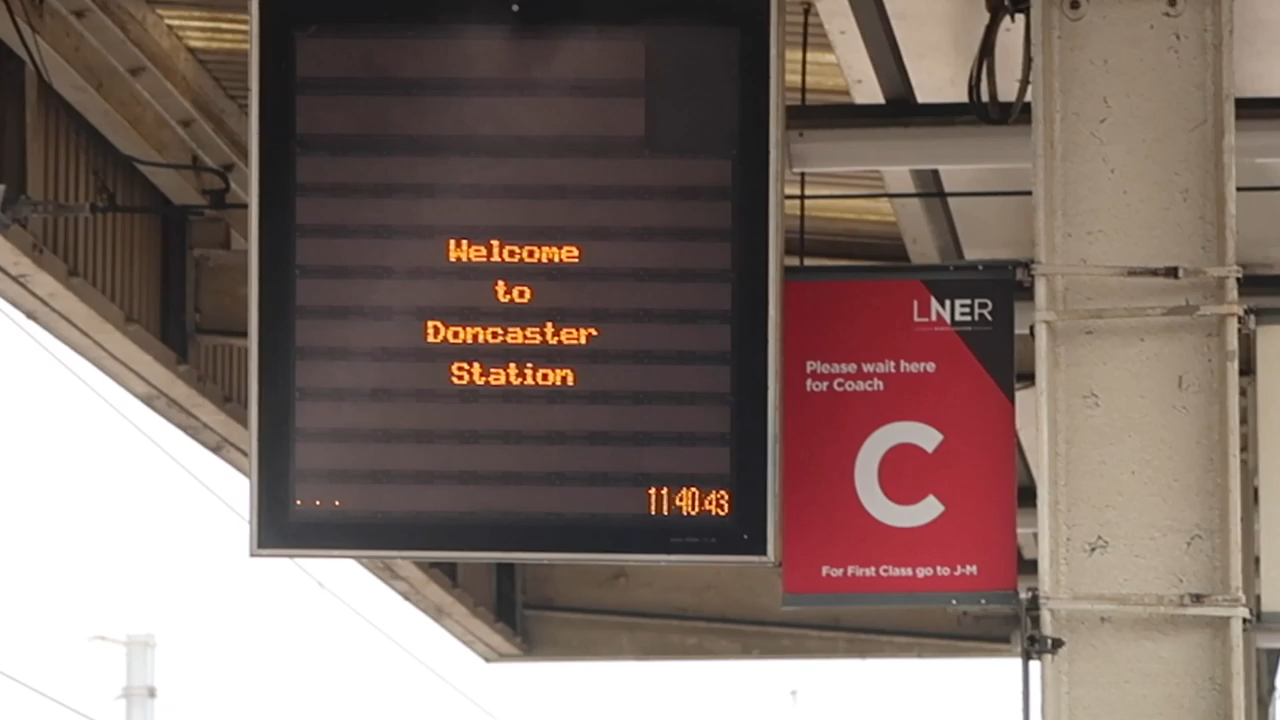 Welcome
to
Doncaster
Station
. . .
11:40:43
LNER
Please wait here
for Coach
C
For First Class go to J-M